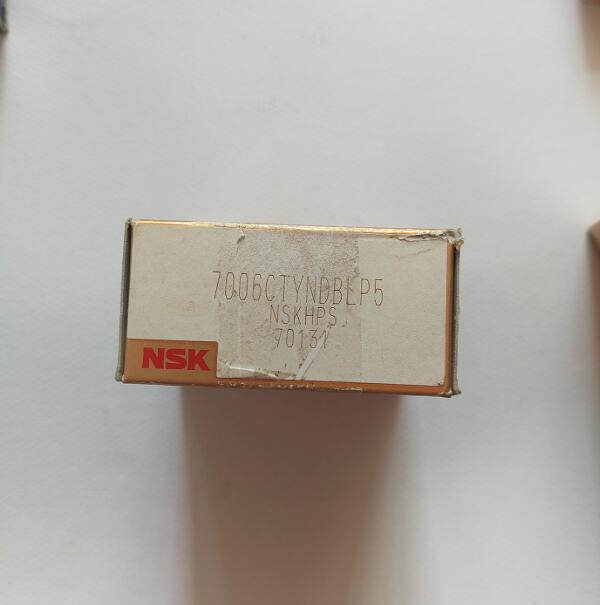 7006CTYNDBLP5
NSKHPS
70131
NSK